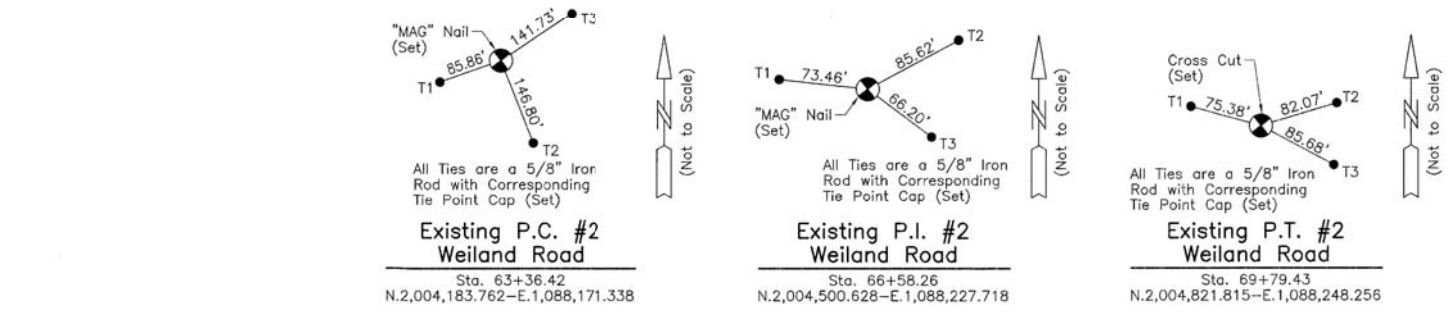 "MAG" Nail
(Set)
T1
85.86'
141.73'
T3
146.80'
T2
N
(Not to Scale)
All Ties are a 5/8" Iron
Rod with Corresponding
Tie Point Cap (Set)
Existing P.C. #2
Weiland Road
Sta. 63+36.42
N.2,004,183.762–E.1,088,171.338
T1
73.46'
85.62'
T2
"MAG" Nail
(Set)
66.20'
T3
N
(Not to Scale)
All Ties are a 5/8" Iron
Rod with Corresponding
Tie Point Cap (Set)
Existing P.I. #2
Weiland Road
Sta. 66+58.26
N.2,004,500.628–E.1,088,227.718
Cross Cut
(Set)
T1
75.38'
82.07'
T2
85.68'
T3
N
(Not to Scale)
All Ties are a 5/8" Iron
Rod with Corresponding
Tie Point Cap (Set)
Existing P.T. #2
Weiland Road
Sta. 69+79.43
N.2,004,821.815–E.1,088,248.256